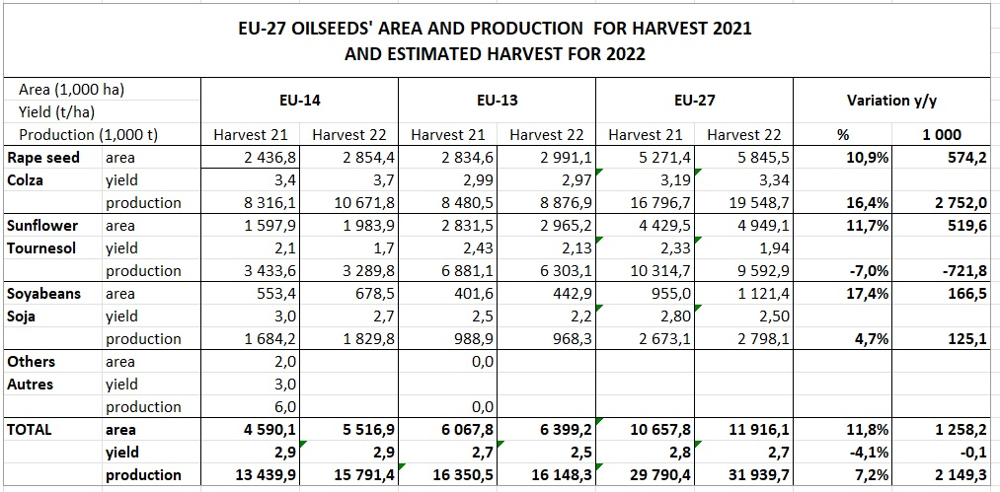 EU-27 OILSEEDS' AREA AND PRODUCTION FOR HARVEST 2021
AND ESTIMATED HARVEST FOR 2022
Area (1,000 ha)
Yield (t/ha)
EU-14 EU-13 EU-27 Variation y/y
Production (1,000 t) Harvest 21 Harvest 22 Harvest 21 Harvest 22 Harvest 21 Harvest 22 % 1 000
Rape seed area 2 436,8 2 854,4 2 834,6 2 991,1 5 271,4 5 845,5 10,9% 574,2
Colza yield 3,4 3,7 2,99 2,97 3,19 3,34
production 8 316,1 10 671,8 8 480,5 8 876,9 16 796,7 19 548,7 16,4% 2 752,0
Sunflower area 1 597,9 1 983,9 2 831,5 2 965,2 4 429,5 4 949,1 11,7% 519,6
Tournesol yield 2,1 1,7 2,43 2,13 2,33 1,94
production 3 433,6 3 289,8 6 881,1 6 303,1 10 314,7 9 592,9 -7,0% -721,8
Soyabeans area 553,4 678,5 401,6 442,9 955,0 1 121,4 17,4% 166,5
Soja yield 3,0 2,7 2,5 2,2 2,80 2,50
production 1 684,2 1 829,8 988,9 968,3 2 673,1 2 798,1 4,7% 125,1
Others area 2,0 0,0
Autres yield 3,0
production 6,0 0,0
TOTAL area 4 590,1 5 516,9 6 067,8 6 399,2 10 657,8 11 916,1 11,8% 1 258,2
yield 2,9 2,9 2,7 2,5 2,8 2,7 -4,1% -0,1
production 13 439,9 15 791,4 16 350,5 16 148,3 29 790,4 31 939,7 7,2% 2 149,3